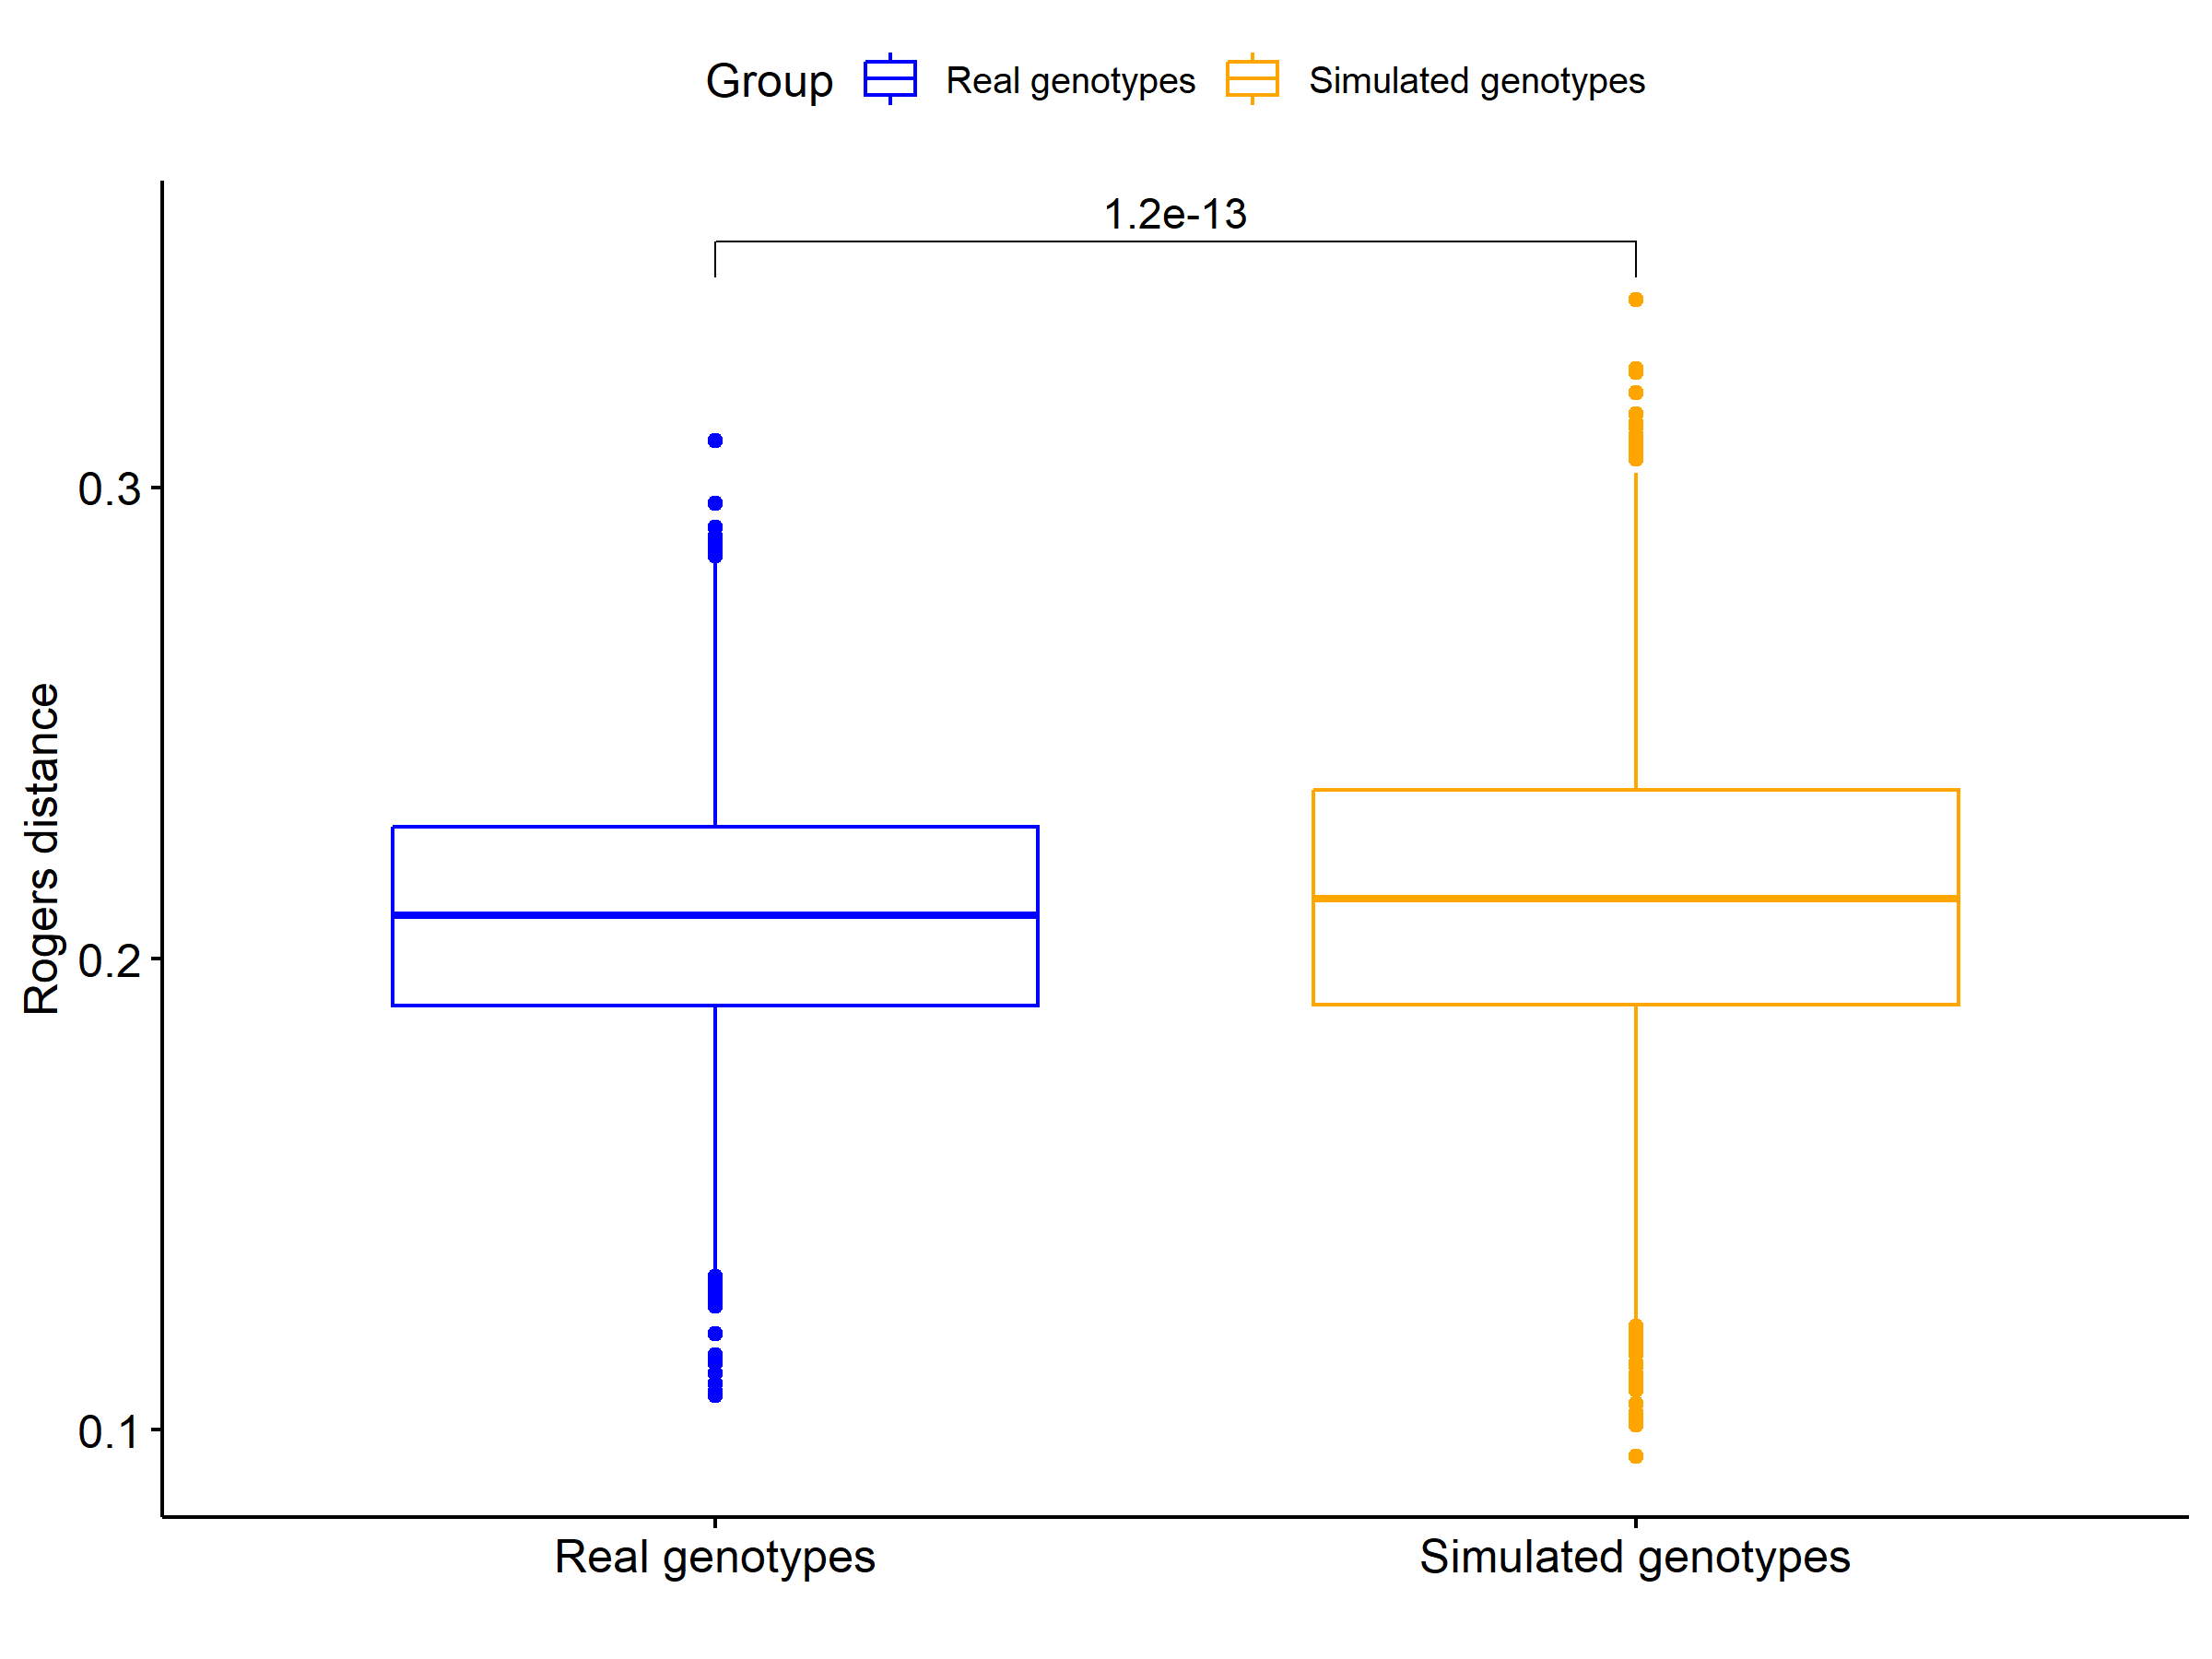 Group Real genotypes Simulated genotypes
1.2e-13
Rogers distance
0.3
0.2
0.1
Real genotypes Simulated genotypes